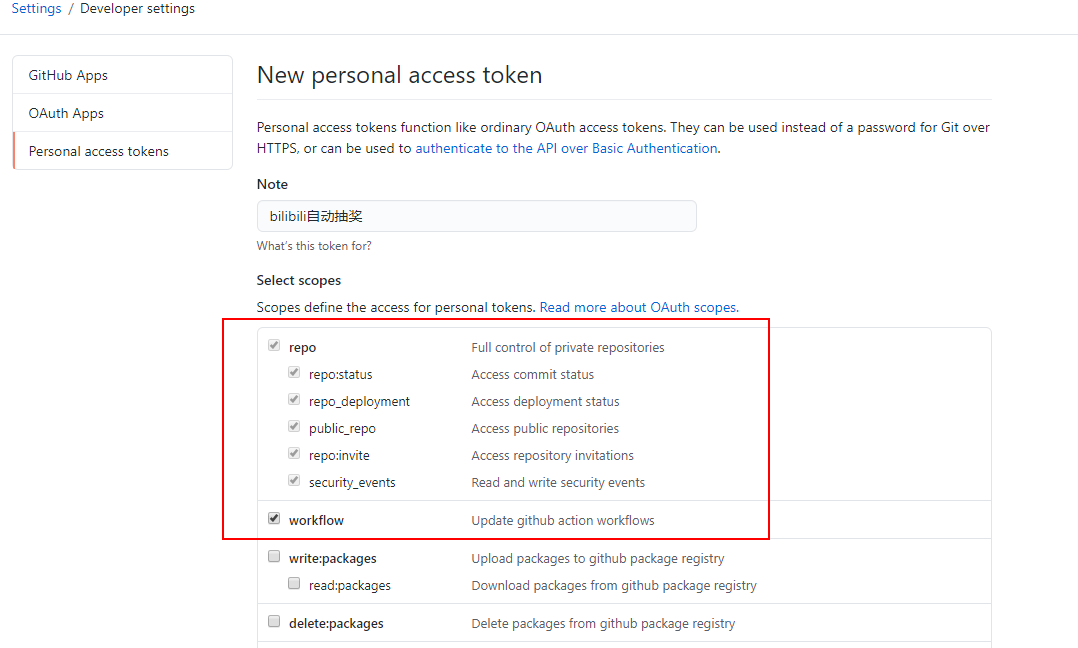 Settings / Developer settings
GitHub Apps
OAuth Apps
Personal access tokens
New personal access token
Personal access tokens function like ordinary OAuth access tokens. They can be used instead of a password for Git over
HTTPS, or can be used to authenticate to the API over Basic Authentication.
Note
bilibili自动抽奖
What's this token for?
Select scopes
Scopes define the access for personal tokens. Read more about OAuth scopes.
repo Full control of private repositories
repo:status Access commit status
repo_deployment Access deployment status
public_repo Access public repositories
repo:invite Access repository invitations
security_events Read and write security events
workflow Update github action workflows
write:packages Upload packages to github package registry
read:packages Download packages from github package registry
delete:packages Delete packages from github package registry